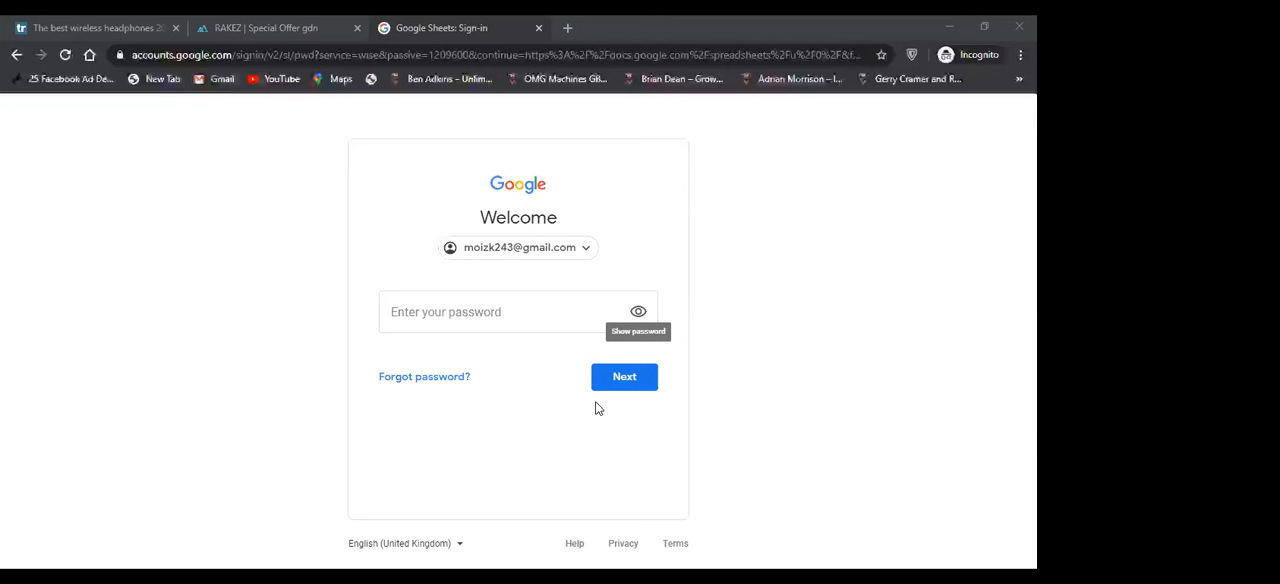 The best wireless headphones 20
RAKEZ | Special Offer gdn
Google Sheets: Sign-in
accounts.google.com/signin/v2/sl/pwd?service=wise&passive=1209600&continue=https%3A%2F%2Fdocs.google.com%2Fspreadsheets%2Fu%2F0%2F&f...
Incognito
25 Facebook Ad De...
New Tab
Gmail
YouTube
Maps
Ben Adkins – Unlim...
OMG Machines GB...
Brian Dean – Grow...
Adrian Morrison – I...
Gerry Cramer and R...
»
Google
Welcome
moizk243@gmail.com
Enter your password
Show password
Forgot password?
Next
English (United Kingdom)
Help
Privacy
Terms